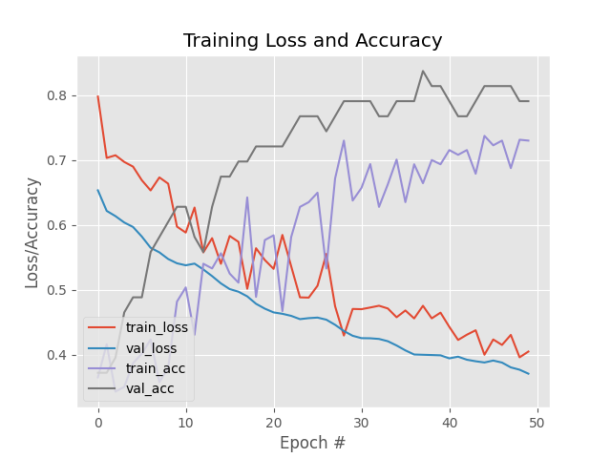 Training Loss and Accuracy
Loss/Accuracy
0.8
0.7
0.6
0.5
0.4
train_loss
val_loss
train_acc
val_acc
0 10 20 30 40 50
Epoch #